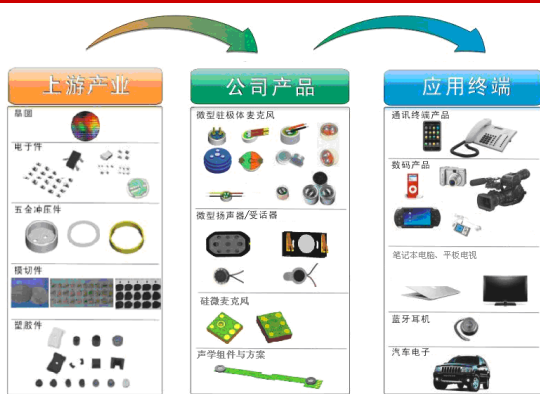 上游产业
晶圆
电子件
五金冲压件
膜切件
塑胶件
公司产品
微型驻极体麦克风
微型扬声器/受话器
硅微麦克风
声学组件与方案
应用终端
通讯终端产品
数码产品
笔记本电脑、平板电视
蓝牙耳机
汽车电子